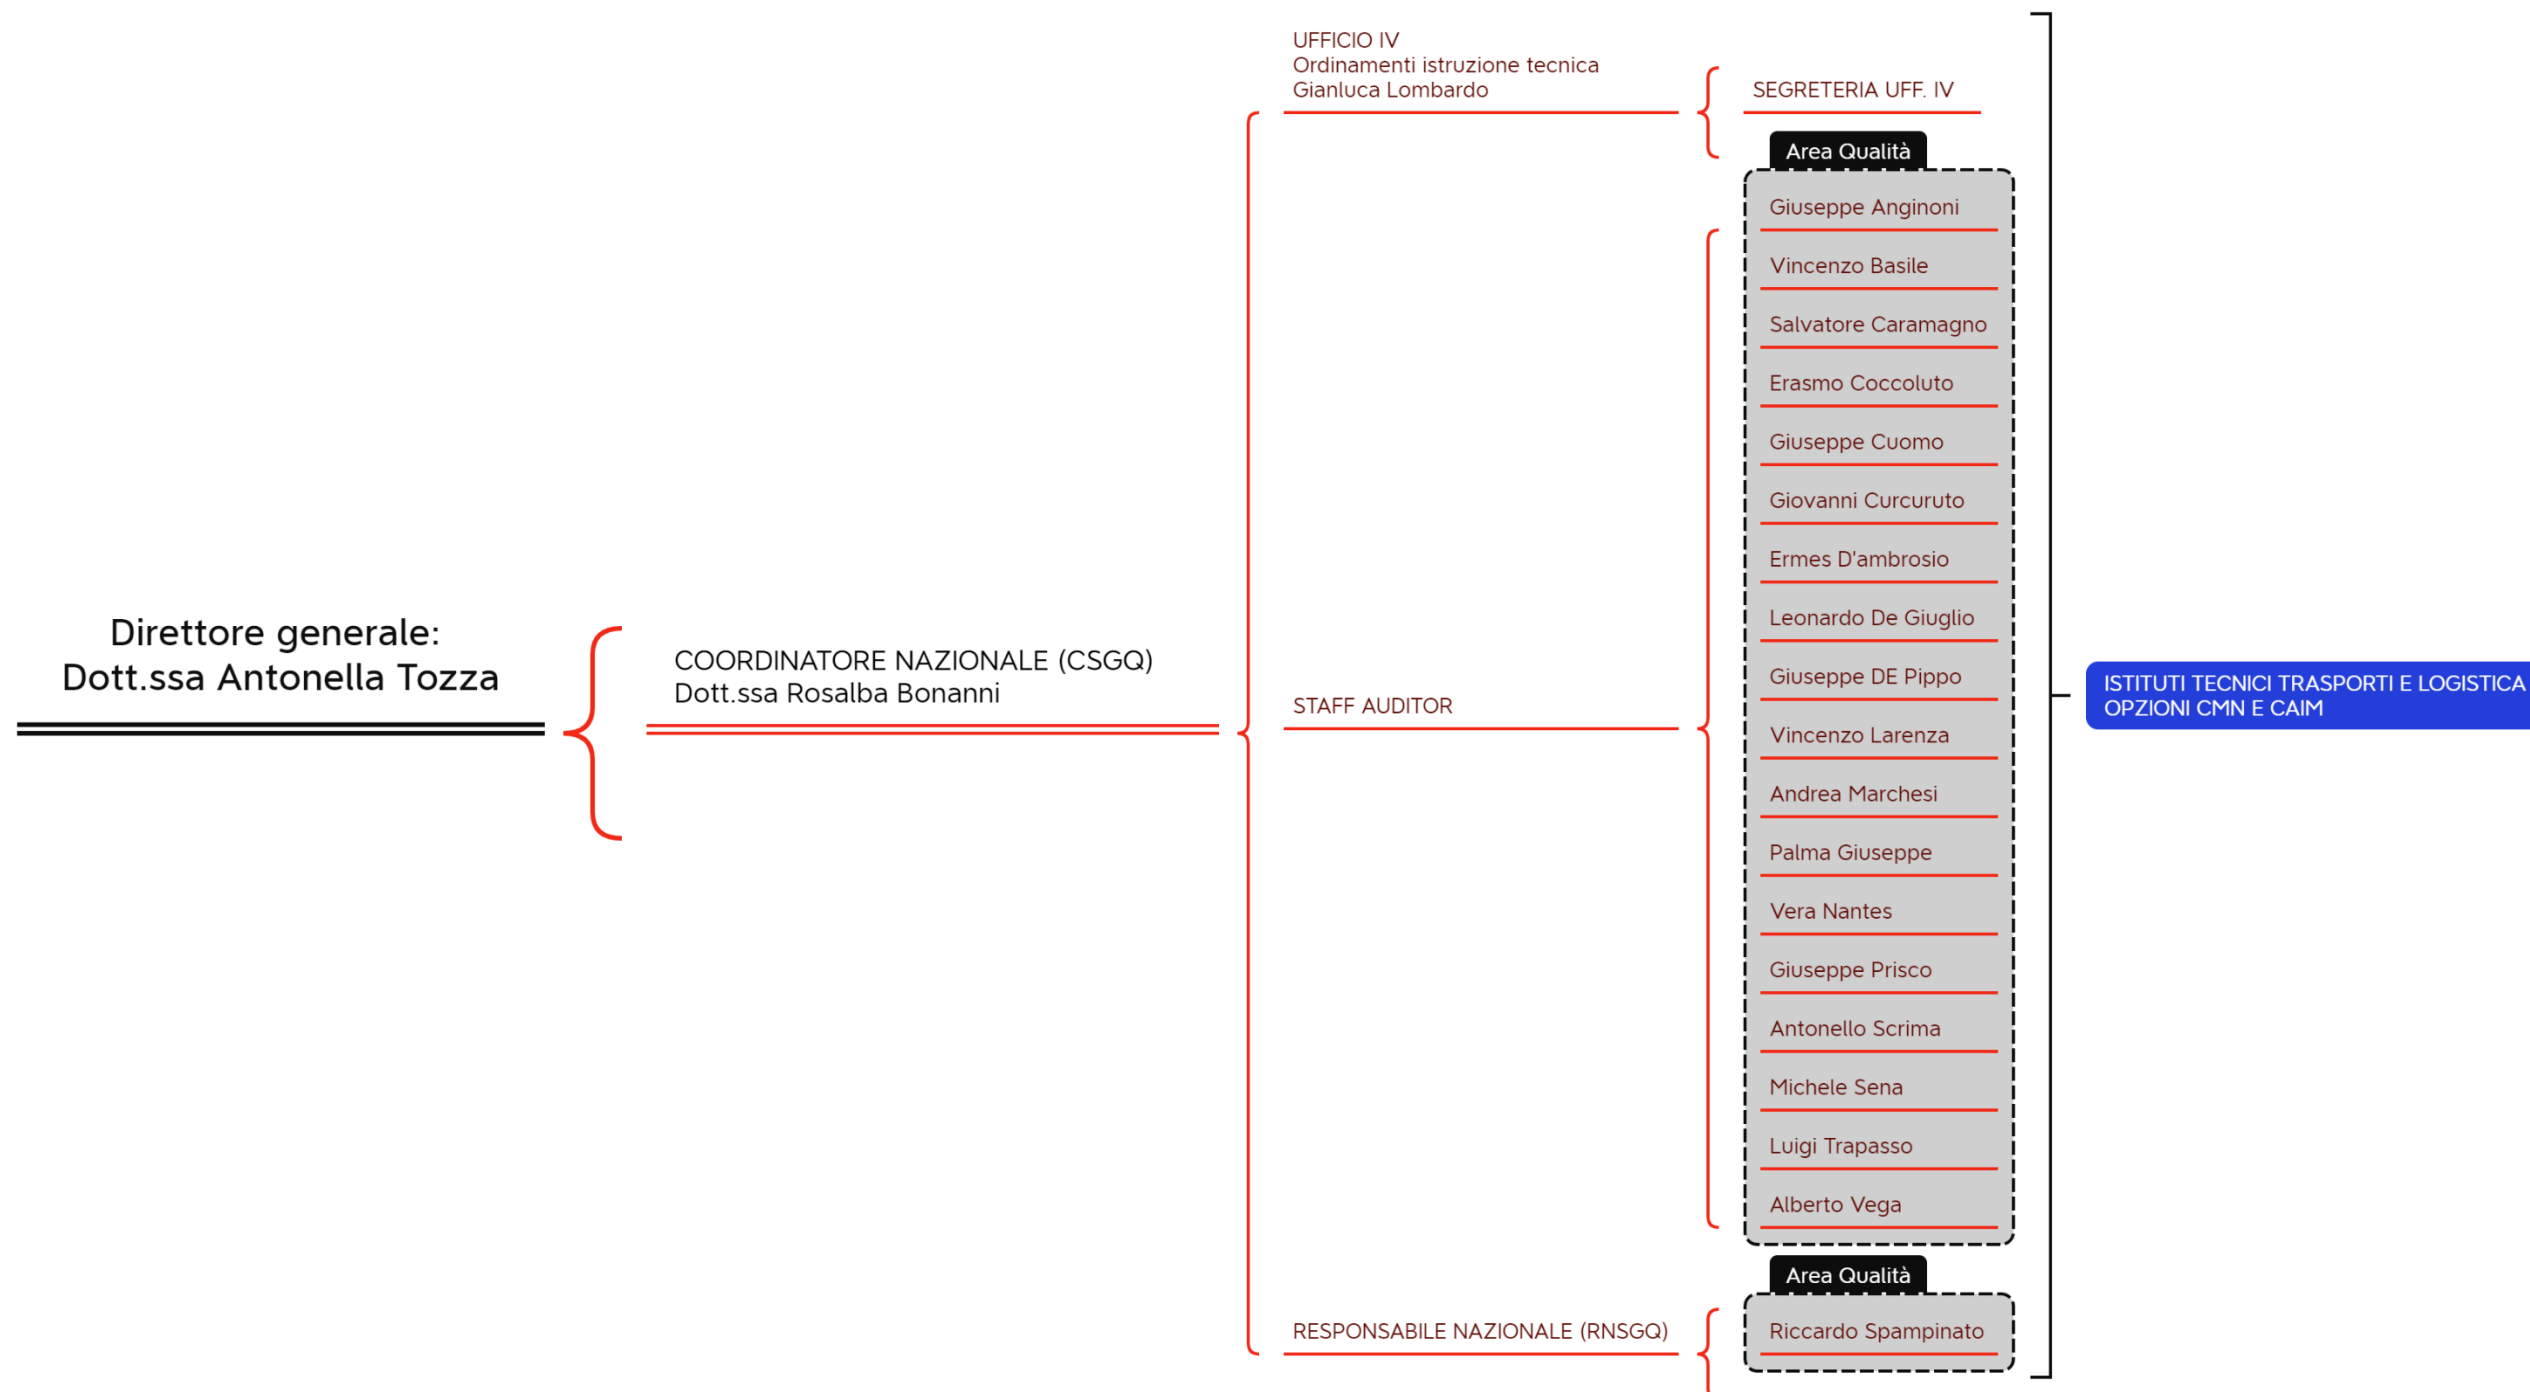 Direttore generale:
Dott.ssa Antonella Tozza
COORDINATORE NAZIONALE (CSGQ)
Dott.ssa Rosalba Bonanni
UFFICIO IV
Ordinamenti istruzione tecnica
Gianluca Lombardo
SEGRETERIA UFF. IV
STAFF AUDITOR
Area Qualità
Giuseppe Anginoni
Vincenzo Basile
Salvatore Caramagno
Erasmo Coccoluto
Giuseppe Cuomo
Giovanni Curcuruto
Ermes D'ambrosio
Leonardo De Giuglio
Giuseppe DE Pippo
Vincenzo Larenza
Andrea Marchesi
Palma Giuseppe
Vera Nantes
Giuseppe Prisco
Antonello Scrima
Michele Sena
Luigi Trapasso
Alberto Vega
RESPONSABILE NAZIONALE (RNSGQ)
Area Qualità
Riccardo Spampinato
ISTITUTI TECNICI TRASPORTI E LOGISTICA
OPZIONI CMN E CAIM